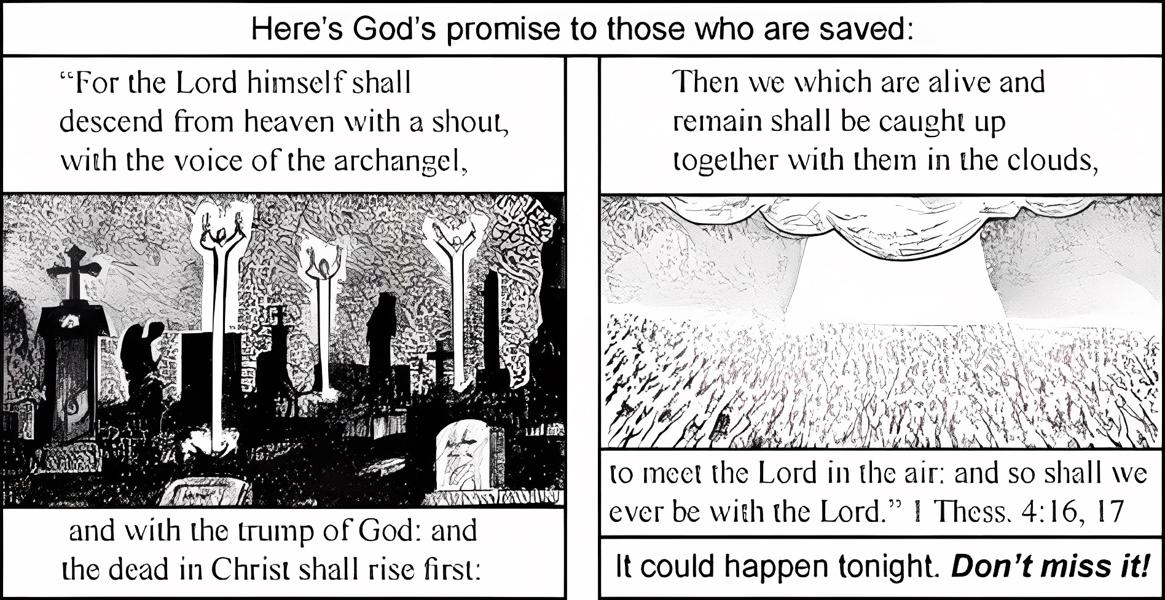 Here's God's promise to those who are saved:
“For the Lord himself shall
descend from heaven with a shout,
with the voice of the archangel,
and with the trump of God: and
the dead in Christ shall rise first:
Then we which are alive and
remain shall be caught up
together with them in the clouds,
to meet the Lord in the air: and so shall we
ever be with the Lord.” I Thess. 4:16, 17
It could happen tonight. Don't miss it!